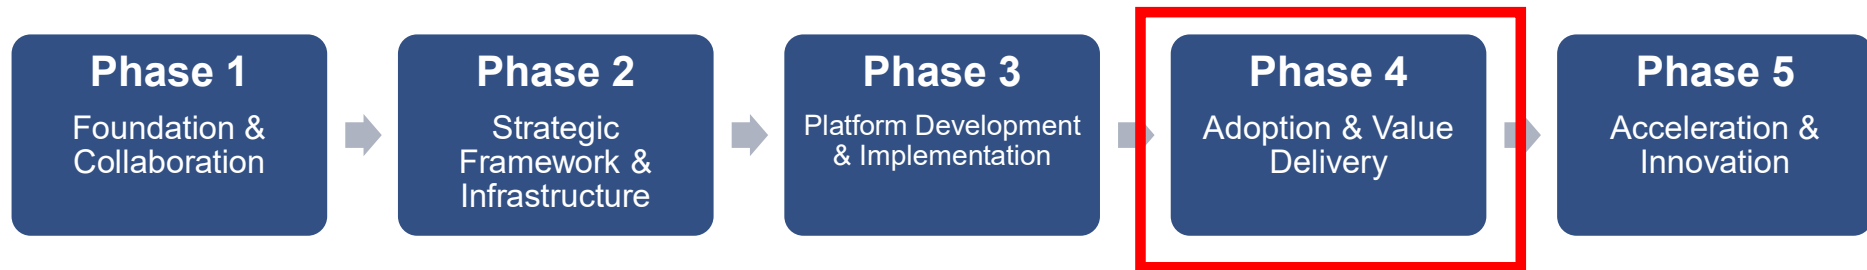 Phase 1
Foundation &
Collaboration
Phase 2
Strategic
Framework &
Infrastructure
Phase 3
Platform Development
& Implementation
Phase 4
Adoption & Value
Delivery
Phase 5
Acceleration &
Innovation